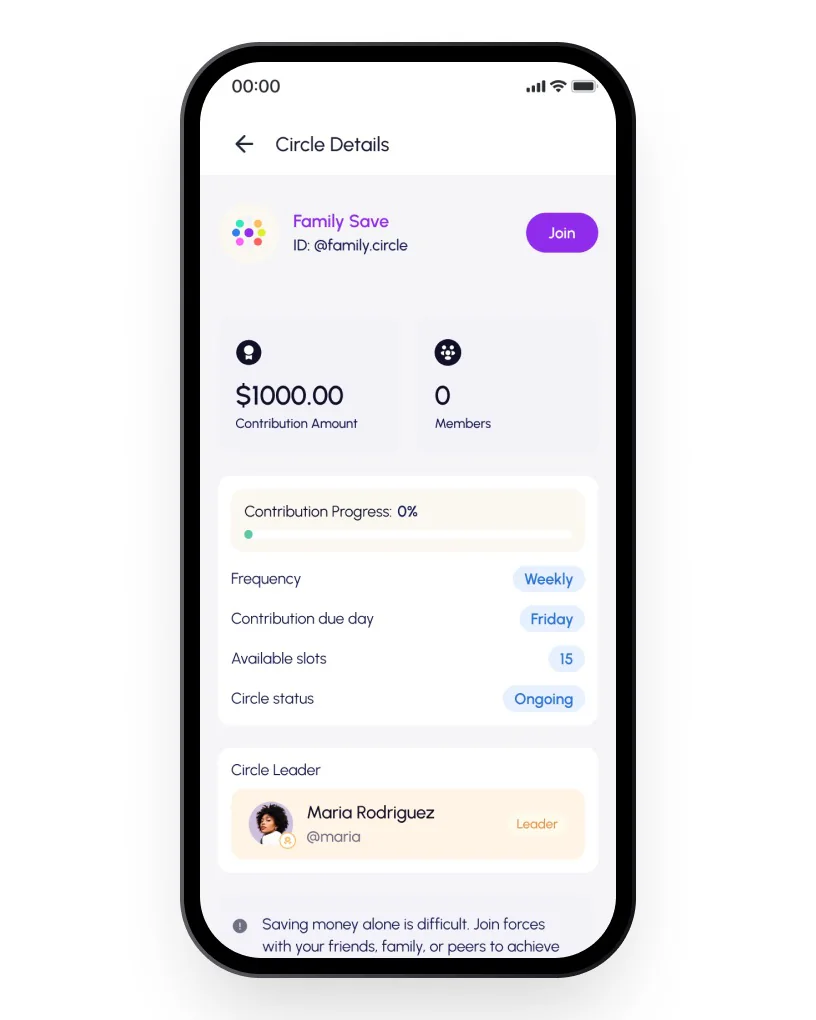 00:00
Circle Details
Family Save
ID: @family.circle
Join
$1000.00
Contribution Amount
0
Members
Contribution Progress: 0%
Frequency
Weekly
Contribution due day
Friday
Available slots
15
Circle status
Ongoing
Circle Leader
Maria Rodriguez
@maria
Leader
Saving money alone is difficult. Join forces
with your friends, family, or peers to achieve